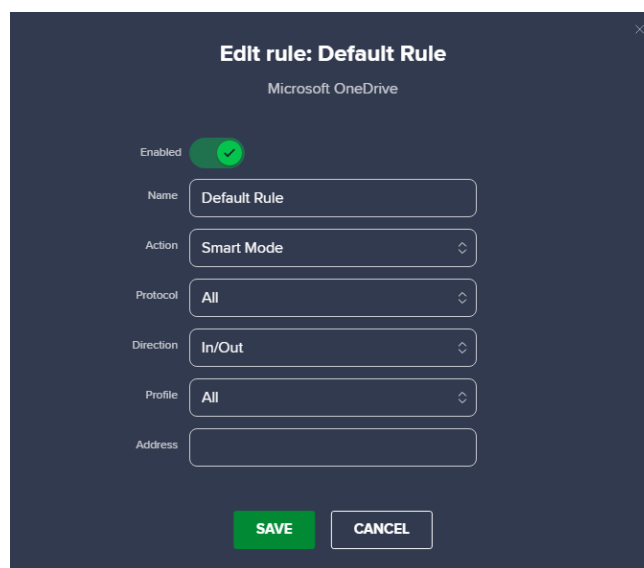 Edit rule: Default Rule
Microsoft OneDrive
Enabled
Name Default Rule
Action Smart Mode
Protocol All
Direction In/Out
Profile All
Address
SAVE CANCEL